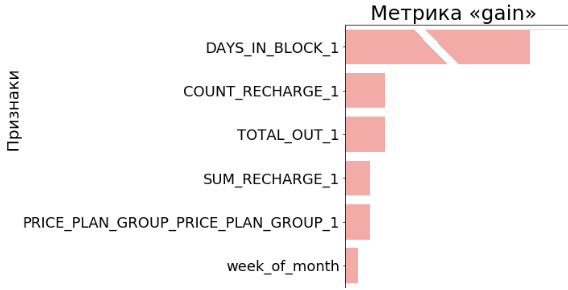 Метрика «gain»
Признаки
DAYS_IN_BLOCK_1
COUNT_RECHARGE_1
TOTAL_OUT_1
SUM_RECHARGE_1
PRICE_PLAN_GROUP_PRICE_PLAN_GROUP_1
week_of_month